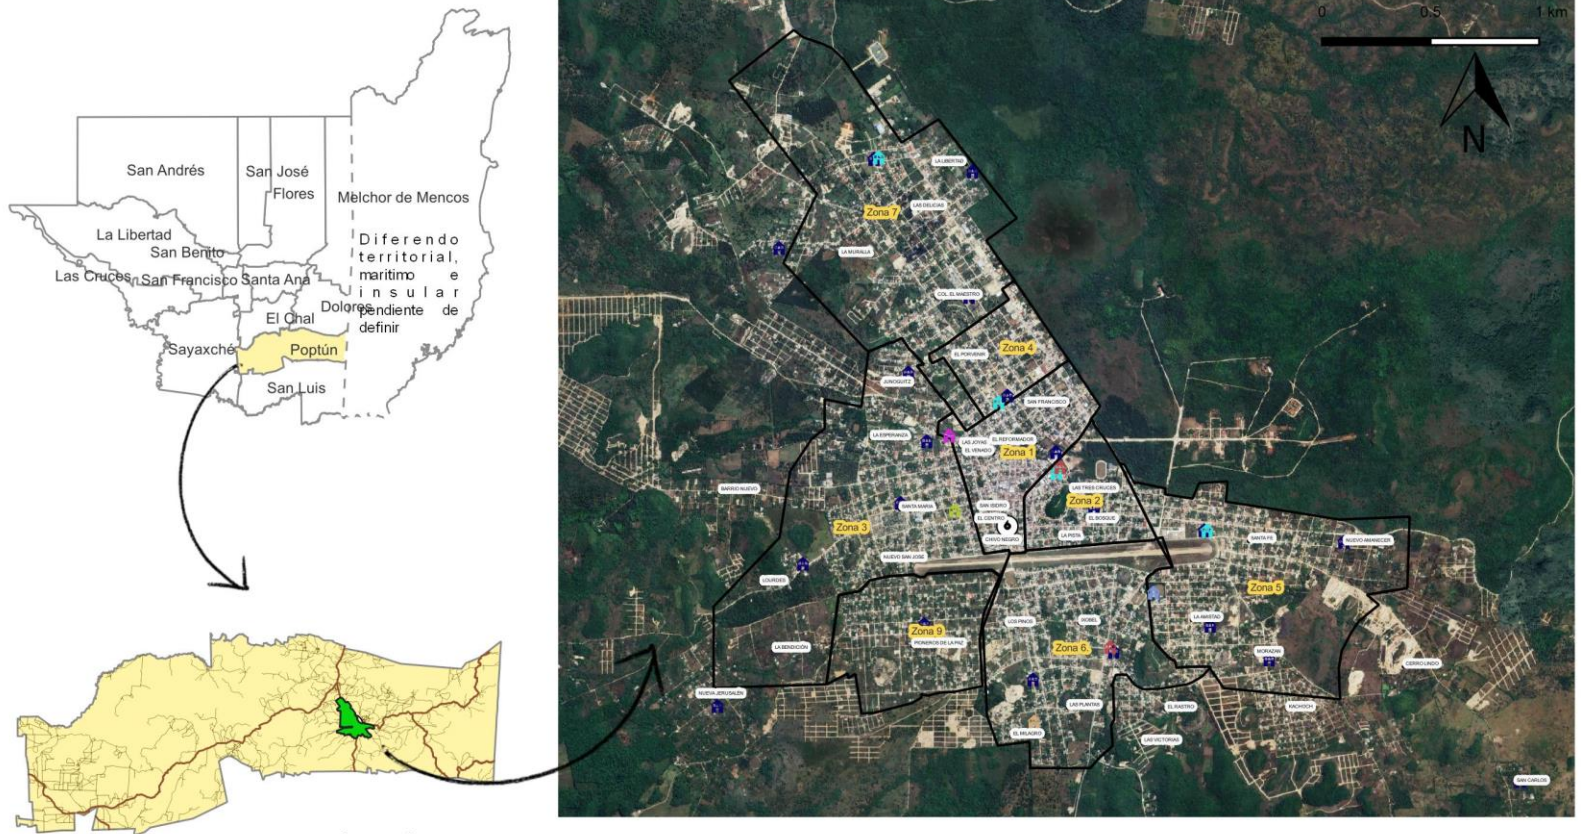 San Andrés
San José
Flores
Melchor de Mencos
La Libertad
San Benito
Las Cruces
San Francisco
Santa Ana
Diferendo
territorial,
maritimo e
insular
pendiente de
definir
Dolores
El Chal
Sayaxché
Poptún
San Luis
0 0.5 1 km
N
LA LIBERTAD
Zona 7
LAS DELICIAS
LA MURALLA
COL. EL MAESTRO
EL PORVENIR
Zona 4
JUNOQUITZ
SAN FRANCISCO
LA ESPERANZA
LAS JOYAS
EL REFORMADOR
EL VENADO
Zona 1
BARRIO NUEVO
LAS TRES CRUCES
Zona 2
SANTA MARIA
SAN ISIDRO
EL CENTRO
EL BOSQUE
Zona 3
CHIVO NEGRO
LA PISTA
SANTA FE
NUEVO AMANECER
NUEVO SAN JOSE
LOURDES
Zona 5
LOS PINOS
IXOBEL
LA AMISTAD
Zona 9
PIONEROS DE LA PAZ
LA BENDICIÓN
Zona 6.
MORAZAN
CERRO LINDO
NUEVA JERUSALEN
LAS PLANTAS
EL RASTRO
KACHOCH
EL MILAGRO
LAS VICTORIAS
SAN CARLOS